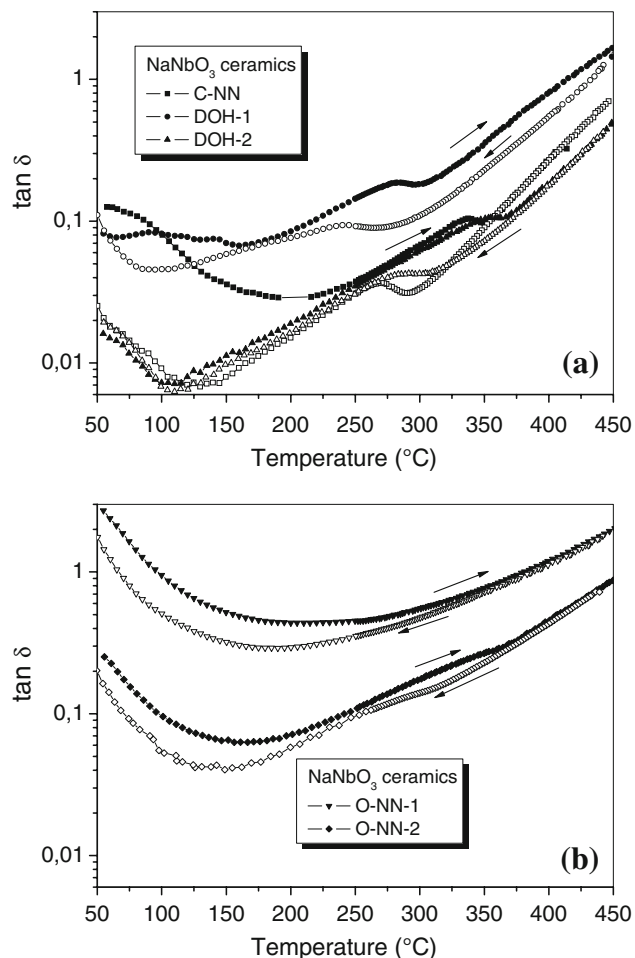 1
0,1
0,01
tan δ
NaNbO₃ ceramics
C-NN
DOH-1
DOH-2
(a)
50 100 150 200 250 300 350 400 450
Temperature (°C)
1
0,1
0,01
tan δ
NaNbO₃ ceramics
O-NN-1
O-NN-2
(b)
50 100 150 200 250 300 350 400 450
Temperature (°C)